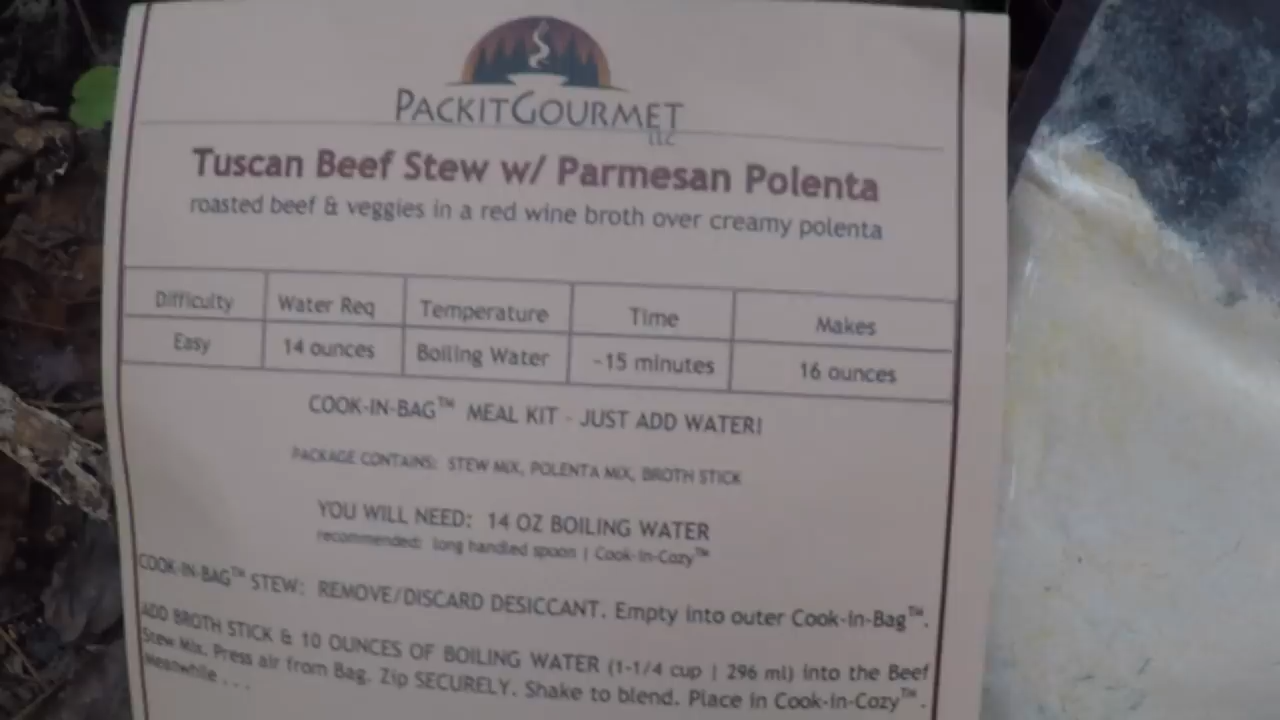 PACKITGOURMET
LLC
Tuscan Beef Stew w/ Parmesan Polenta
roasted beef & veggies in a red wine broth over creamy polenta
Difficulty Water Req Temperature Time Makes
Easy 14 ounces Boiling Water ~15 minutes 16 ounces
COOK-IN-BAG™ MEAL KIT - JUST ADD WATER!
PACKAGE CONTAINS: STEW MIX, POLENTA MIX, BROTH STICK
YOU WILL NEED: 14 OZ BOILING WATER
recommended: long handled spoon | Cook-In-Cozy™
COOK-IN-BAG™ STEW: REMOVE/DISCARD DESICCANT. Empty into outer Cook-in-Bag™.
ADD BROTH STICK & 10 OUNCES OF BOILING WATER (1-1/4 cup | 296 ml) into the Beef
Stew Mix. Press air from Bag. Zip SECURELY. Shake to blend. Place in Cook-in-Cozy™.
Meanwhile . . .